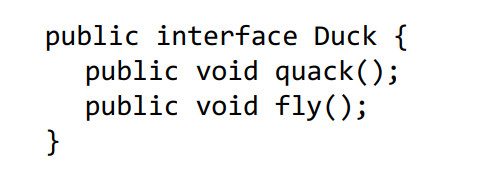 public interface Duck {
public void quack();
public void fly();
}